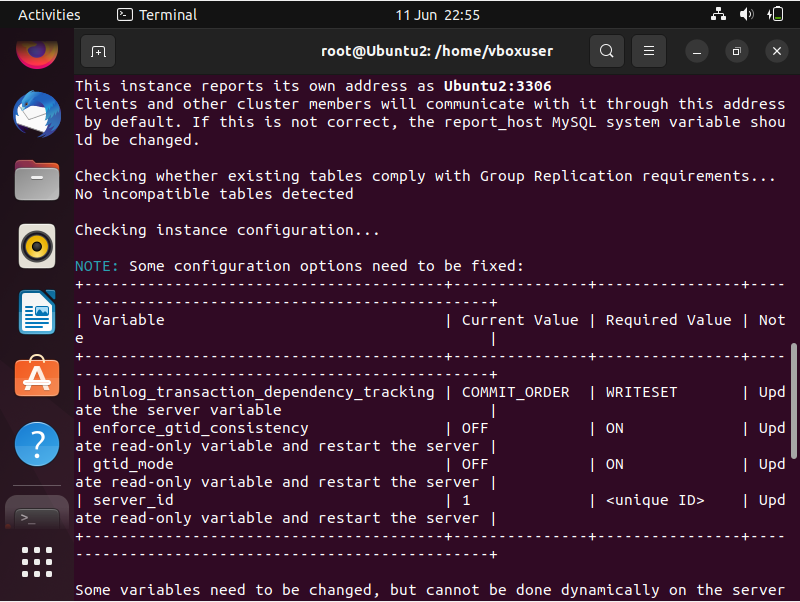 Activities Terminal 11 Jun 22:55
root@Ubuntu2: /home/vboxuser
This instance reports its own address as Ubuntu2:3306
Clients and other cluster members will communicate with it through this address
 by default. If this is not correct, the report_host MySQL system variable shou
ld be changed.
Checking whether existing tables comply with Group Replication requirements...
No incompatible tables detected
Checking instance configuration...
NOTE: Some configuration options need to be fixed:
+----------------------------------------+---------------+----------------+----
----------------------------------------------+
| Variable                               | Current Value | Required Value | Not
e                                             |
+----------------------------------------+---------------+----------------+----
----------------------------------------------+
| binlog_transaction_dependency_tracking | COMMIT_ORDER  | WRITESET       | Upd
ate the server variable                       |
| enforce_gtid_consistency               | OFF           | ON             | Upd
ate read-only variable and restart the server |
| gtid_mode                              | OFF           | ON             | Upd
ate read-only variable and restart the server |
| server_id                              | 1             | <unique ID>    | Upd
ate read-only variable and restart the server |
+----------------------------------------+---------------+----------------+----
----------------------------------------------+
Some variables need to be changed, but cannot be done dynamically on the server